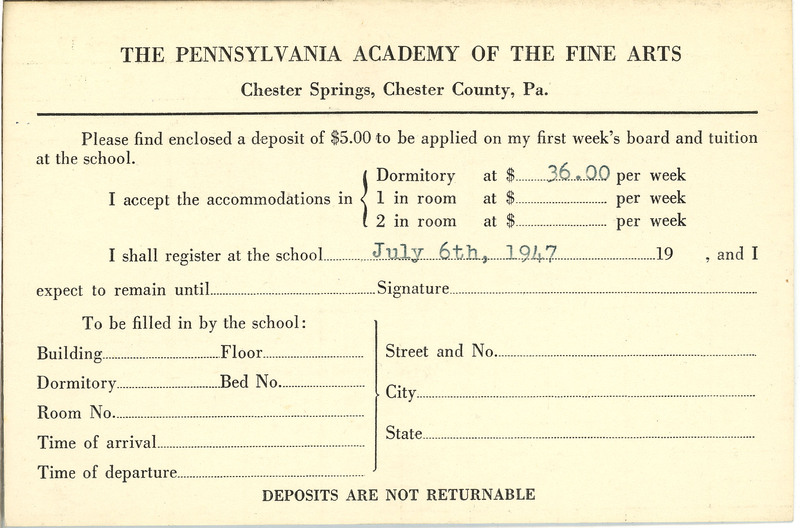 THE PENNSYLVANIA ACADEMY OF THE FINE ARTS
Chester Springs, Chester County, Pa.
Please find enclosed a deposit of $5.00 to be applied on my first week's board and tuition
at the school.
I accept the accommodations in
Dormitory at $ 36.00 per week
1 in room at $ per week
2 in room at $ per week
I shall register at the school July 6th, 1947 19 , and I
expect to remain until Signature
To be filled in by the school:
Building Floor
Dormitory Bed No.
Room No.
Time of arrival
Time of departure
Street and No.
City
State
DEPOSITS ARE NOT RETURNABLE